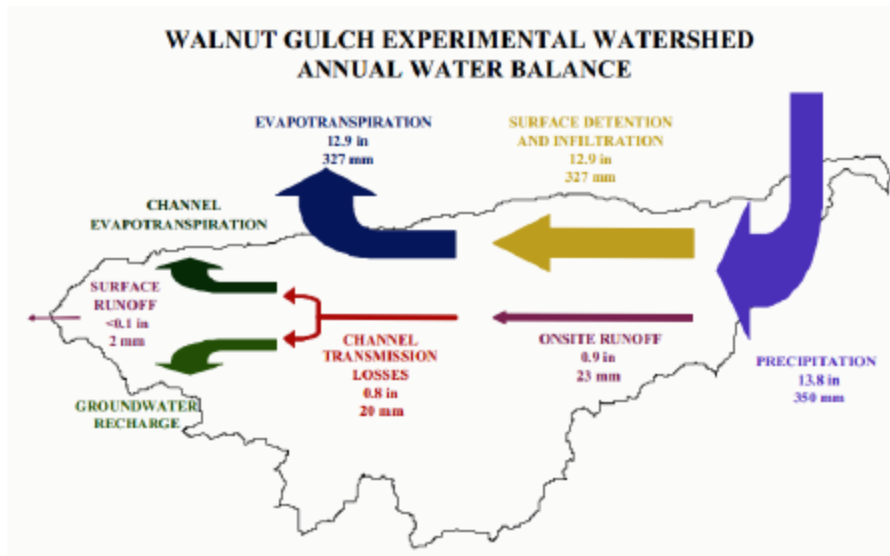 WALNUT GULCH EXPERIMENTAL WATERSHED
ANNUAL WATER BALANCE
EVAPOTRANSPIRATION
12.9 in
327 mm
SURFACE DETENTION
AND INFILTRATION
12.9 in
327 mm
CHANNEL
EVAPOTRANSPIRATION
SURFACE
RUNOFF
<0.1 in
2 mm
CHANNEL
TRANSMISSION
LOSSES
0.8 in
20 mm
ONSITE RUNOFF
0.9 in
23 mm
PRECIPITATION
13.8 in
350 mm
GROUNDWATER
RECHARGE